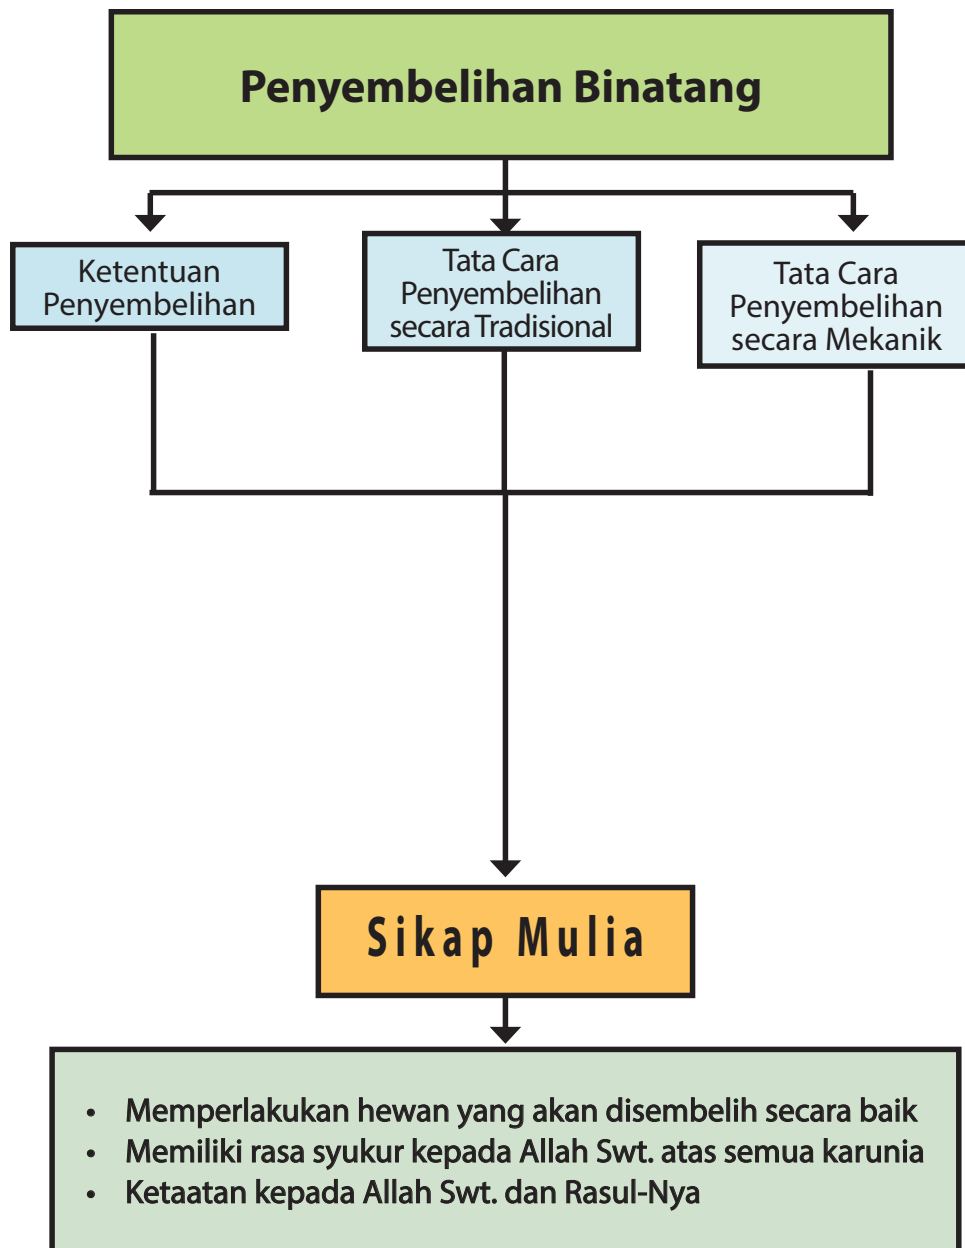 Penyembelihan Binatang
Ketentuan
Penyembelihan
Tata Cara
Penyembelihan
secara Tradisional
Tata Cara
Penyembelihan
secara Mekanik
Sikap Mulia
• Memperlakukan hewan yang akan disembelih secara baik
• Memiliki rasa syukur kepada Allah Swt. atas semua karunia
• Ketaatan kepada Allah Swt. dan Rasul-Nya